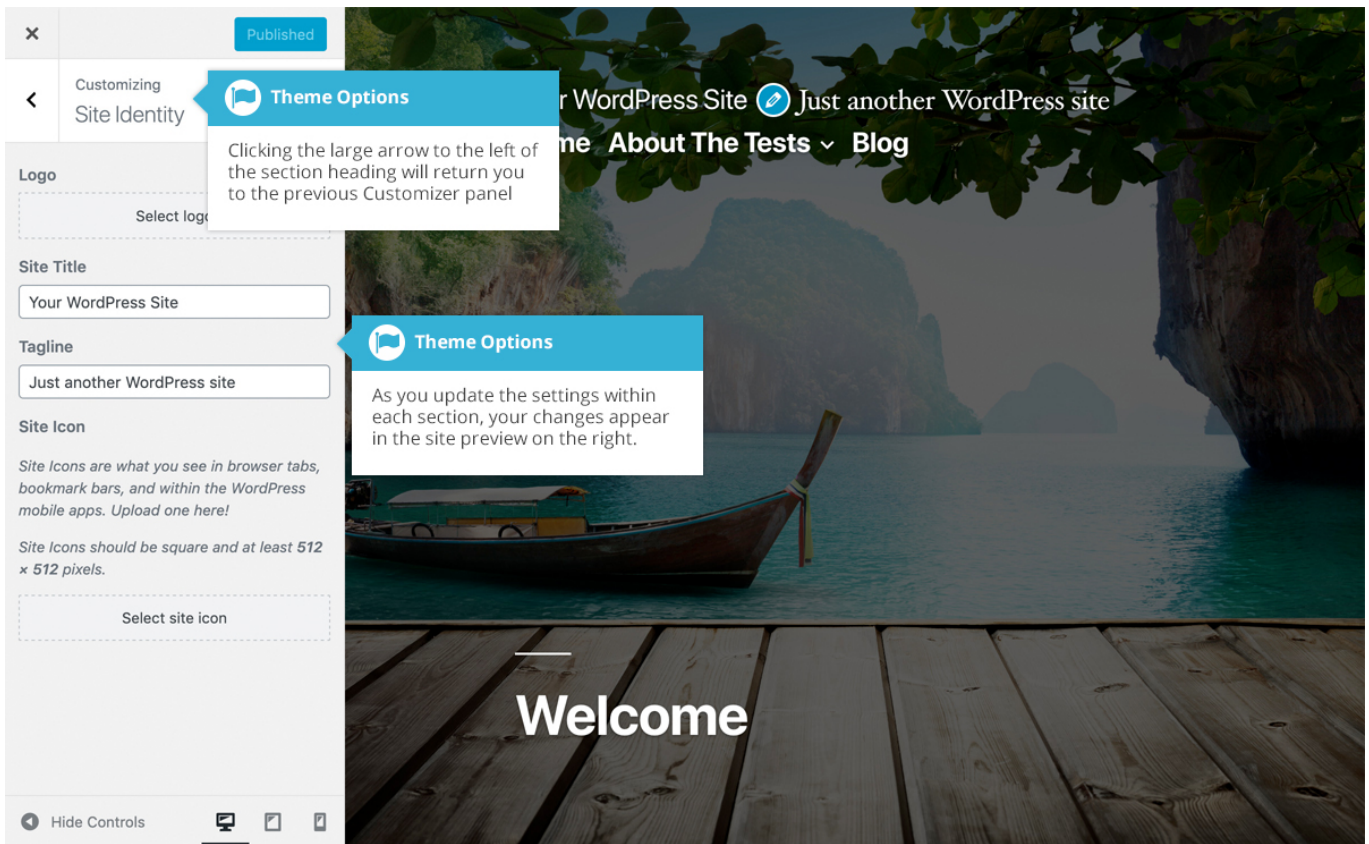 Published
Customizing
Site Identity
Theme Options
Clicking the large arrow to the left of
the section heading will return you
to the previous Customizer panel
r WordPress Site
Just another WordPress site
me About The Tests Blog
Logo
Select logo
Site Title
Your WordPress Site
Tagline
Just another WordPress site
Theme Options
As you update the settings within
each section, your changes appear
in the site preview on the right.
Site Icon
Site Icons are what you see in browser tabs,
bookmark bars, and within the WordPress
mobile apps. Upload one here!
Site Icons should be square and at least 512
× 512 pixels.
Select site icon
Welcome
Hide Controls